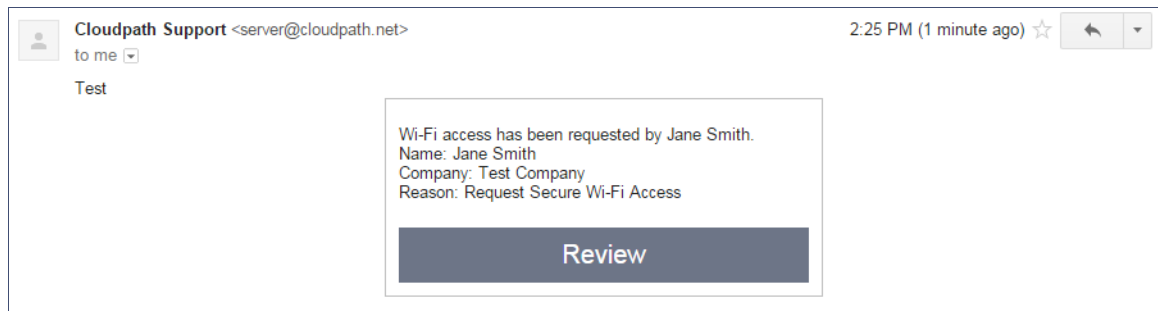 Cloudpath Support <server@cloudpath.net>
2:25 PM (1 minute ago)
to me
Test
Wi-Fi access has been requested by Jane Smith.
Name: Jane Smith
Company: Test Company
Reason: Request Secure Wi-Fi Access
Review